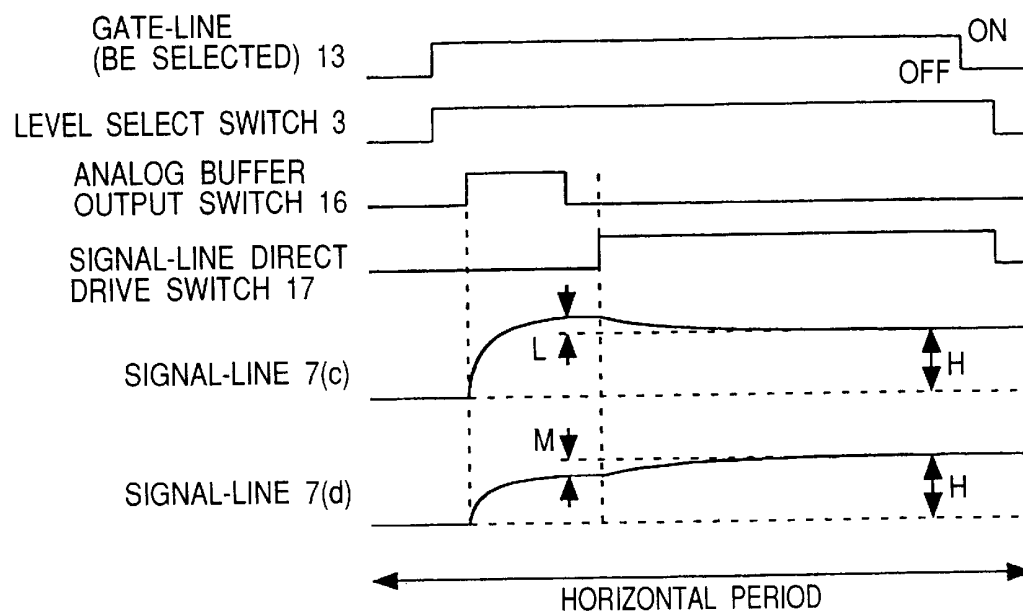 GATE-LINE
(BE SELECTED) 13
ON
OFF
LEVEL SELECT SWITCH 3
ANALOG BUFFER
OUTPUT SWITCH 16
SIGNAL-LINE DIRECT
DRIVE SWITCH 17
L
H
SIGNAL-LINE 7(c)
M
H
SIGNAL-LINE 7(d)
HORIZONTAL PERIOD